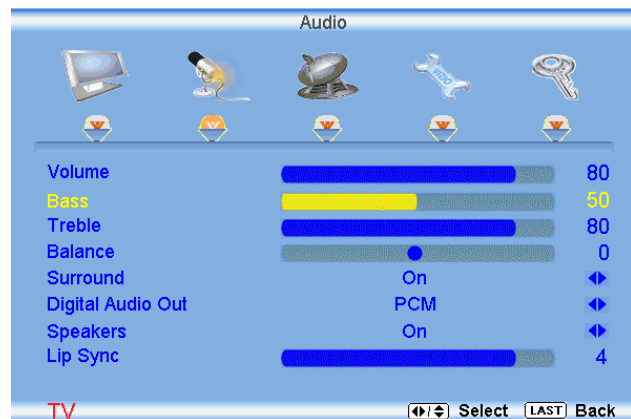 Audio
Volume 80
Bass 50
Treble 80
Balance 0
Surround On
Digital Audio Out PCM
Speakers On
Lip Sync 4
TV Select LAST Back